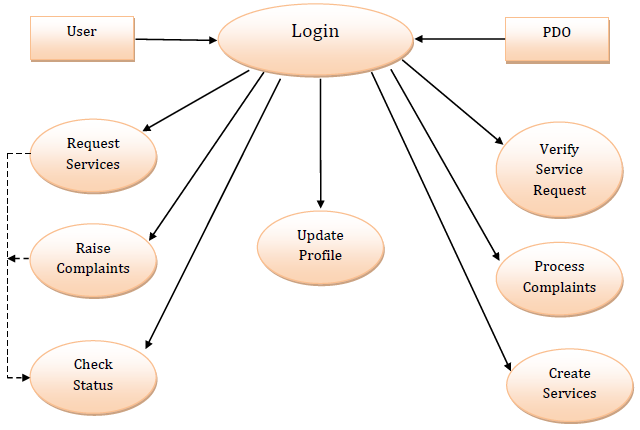 User
Login
PDO
Request
Services
Verify
Service
Request
Raise
Complaints
Update
Profile
Process
Complaints
Check
Status
Create
Services